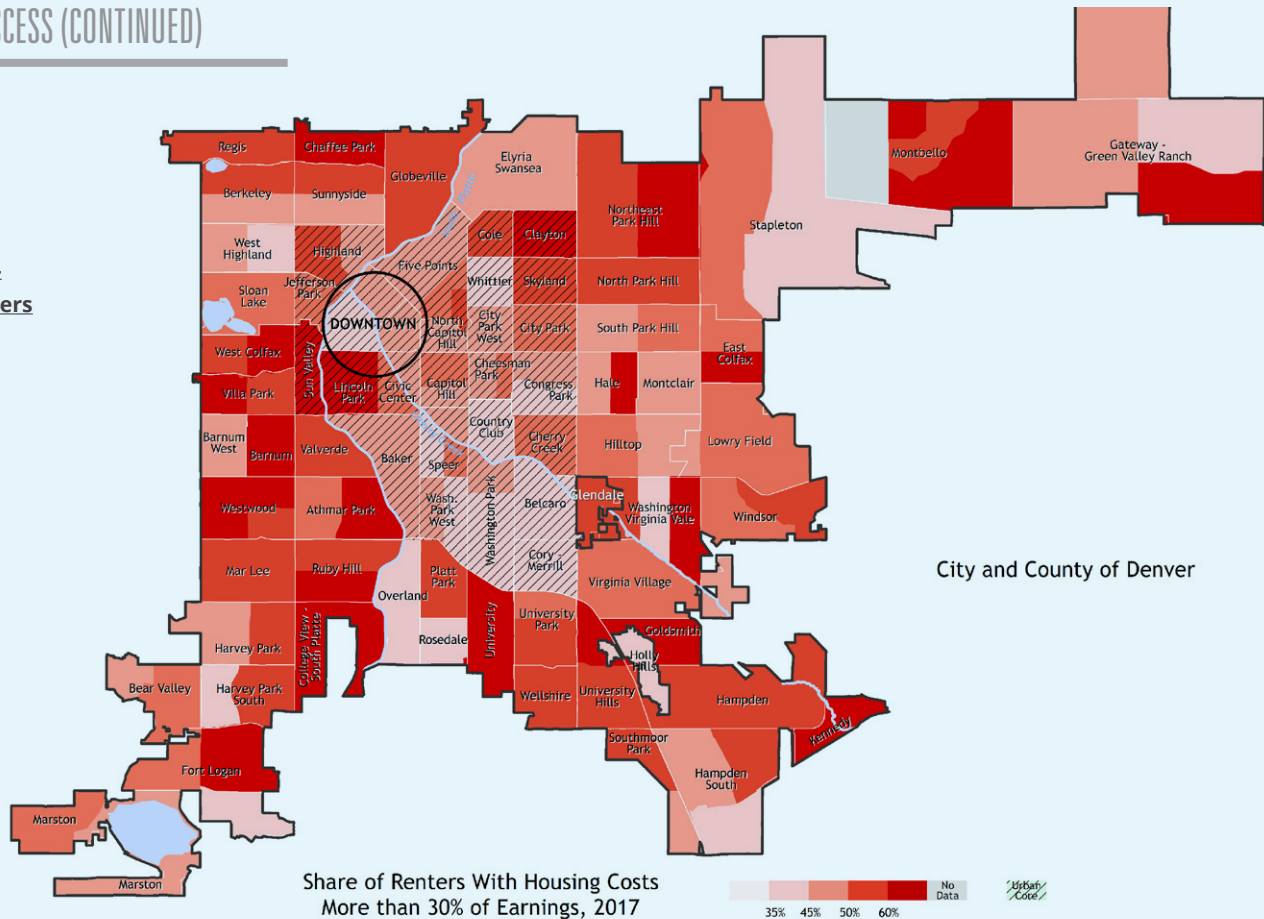 CCESS (CONTINUED)
ers
Regis
Chaffee Park
Globeville
Elyria
Swansea
Berkeley
Sunnyside
Northeast
Park Hill
Montbello
Gateway -
Green Valley Ranch
Stapleton
West
Highland
Highland
Five Points
Cole
Clayton
Sloan
Lake
Jefferson
Park
Whittier
Skyland
North Park Hill
DOWNTOWN
North
Capitol
Hill
City
Park
West
City Park
South Park Hill
East
Colfax
West Colfax
Sun Valley
Lincoln
Park
Civic
Center
Capitol
Hill
Cheesman
Park
Congress
Park
Hale
Montclair
Villa Park
Barnum
West
Barnum
Valverde
Baker
Speer
Country
Club
Cherry
Creek
Hilltop
Lowry Field
Westwood
Athmar Park
Wash.
Park
West
Washington Park
Belcaro
Glendale
Washington
Virginia Vale
Windsor
Mar Lee
Ruby Hill
Overland
Platt
Park
Cory -
Merrill
Virginia Village
City and County of Denver
Harvey Park
College View -
South Platte
Rosedale
University
University
Park
Goldsmith
Holly
Hills
Bear Valley
Harvey Park
South
Wellshire
University
Hills
Hampden
Kennedy
Southmoor
Park
Fort Logan
Hampden
South
Marston
Marston
Share of Renters With Housing Costs
More than 30% of Earnings, 2017
35% 45% 50% 60%
No
Data
Urban
Core